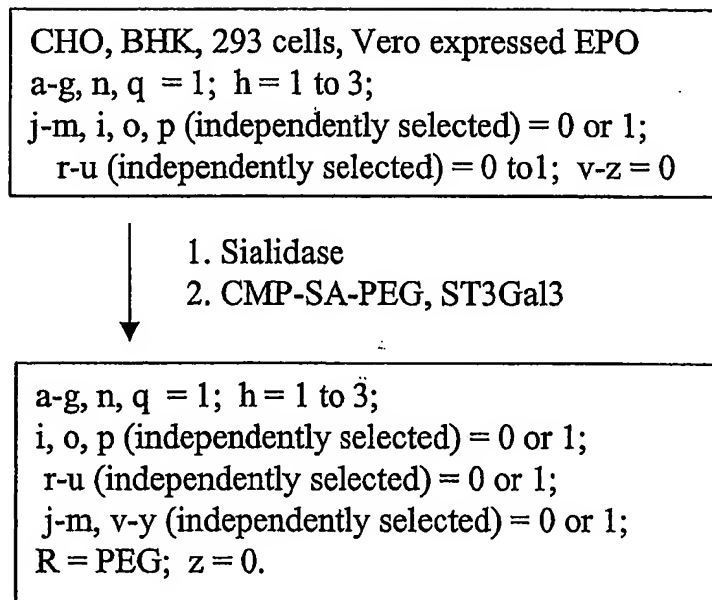 CHO, BHK, 293 cells, Vero expressed EPO
a-g, n, q = 1; h = 1 to 3;
j-m, i, o, p (independently selected) = 0 or 1;
r-u (independently selected) = 0 to1; v-z = 0
1. Sialidase
2. CMP-SA-PEG, ST3Gal3
a-g, n, q = 1; h = 1 to 3;
i, o, p (independently selected) = 0 or 1;
r-u (independently selected) = 0 or 1;
j-m, v-y (independently selected) = 0 or 1;
R = PEG; z = 0.